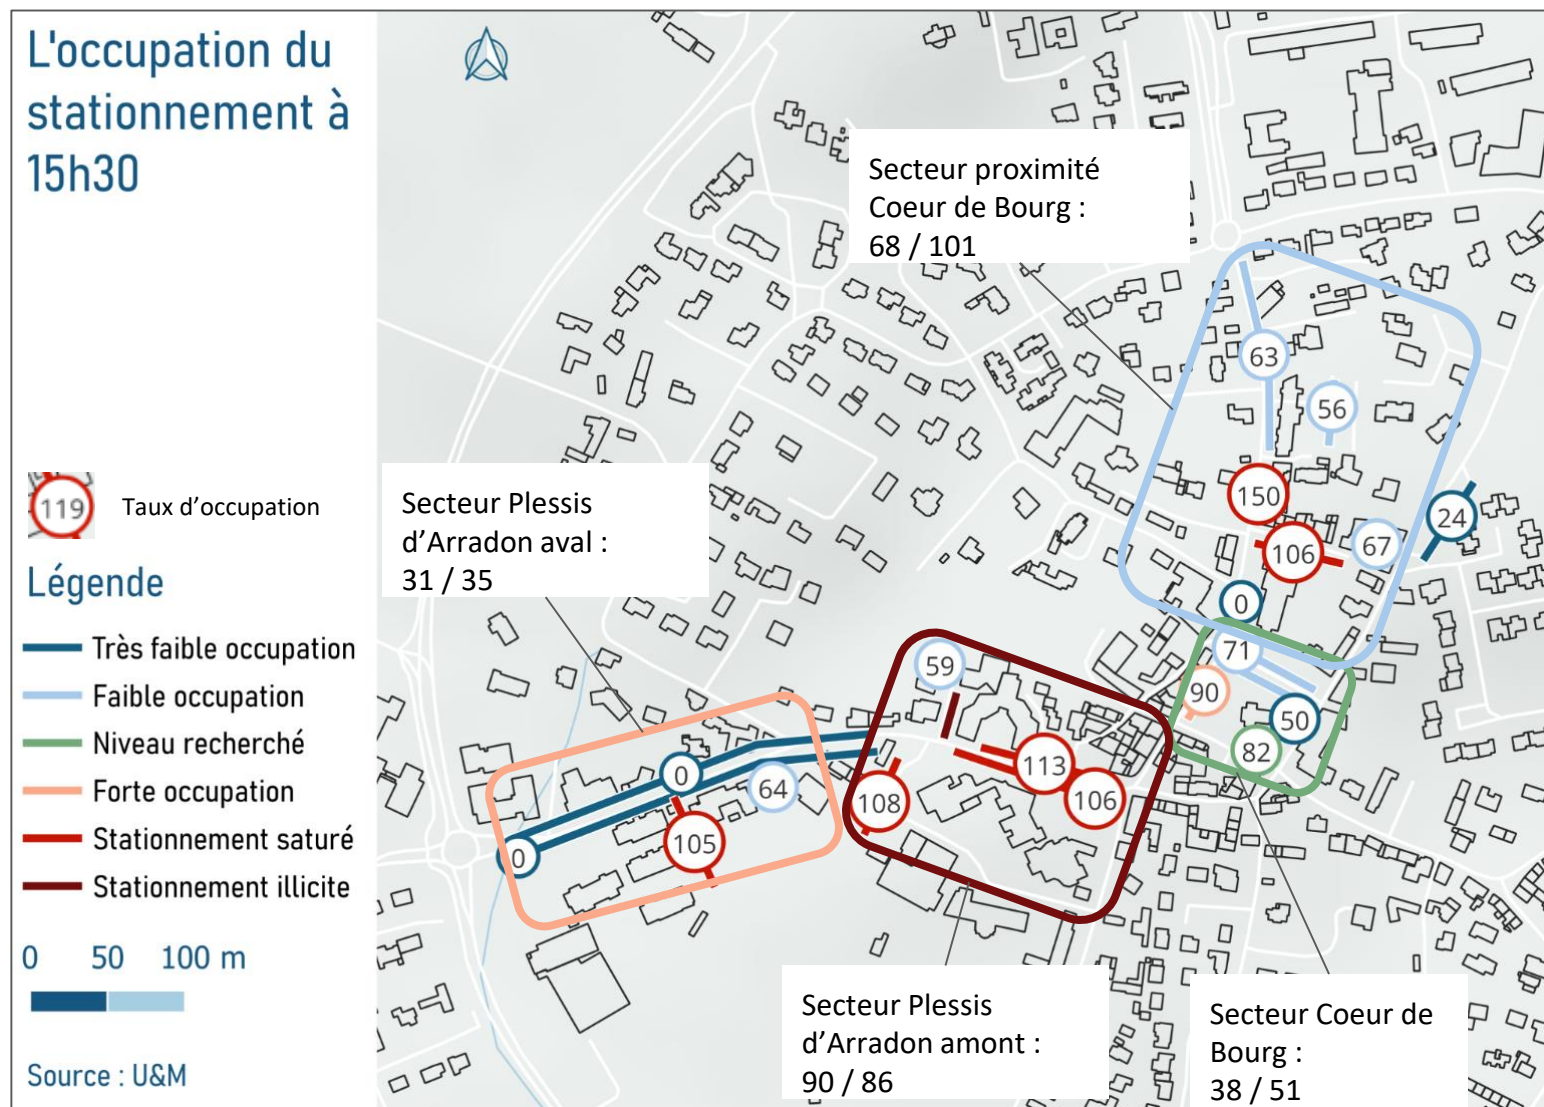 L'occupation du
stationnement à
15h30
119
Taux d'occupation
Légende
Très faible occupation
Faible occupation
Niveau recherché
Forte occupation
Stationnement saturé
Stationnement illicite
0 50 100 m
Source : U&M
Secteur proximité
Coeur de Bourg :
68 / 101
63
56
150
24
106
67
0
Secteur Plessis
d’Arradon aval :
31 / 35
71
59
90
50
82
0
64
113
106
108
105
0
Secteur Plessis
d’Arradon amont :
90 / 86
Secteur Coeur de
Bourg :
38 / 51